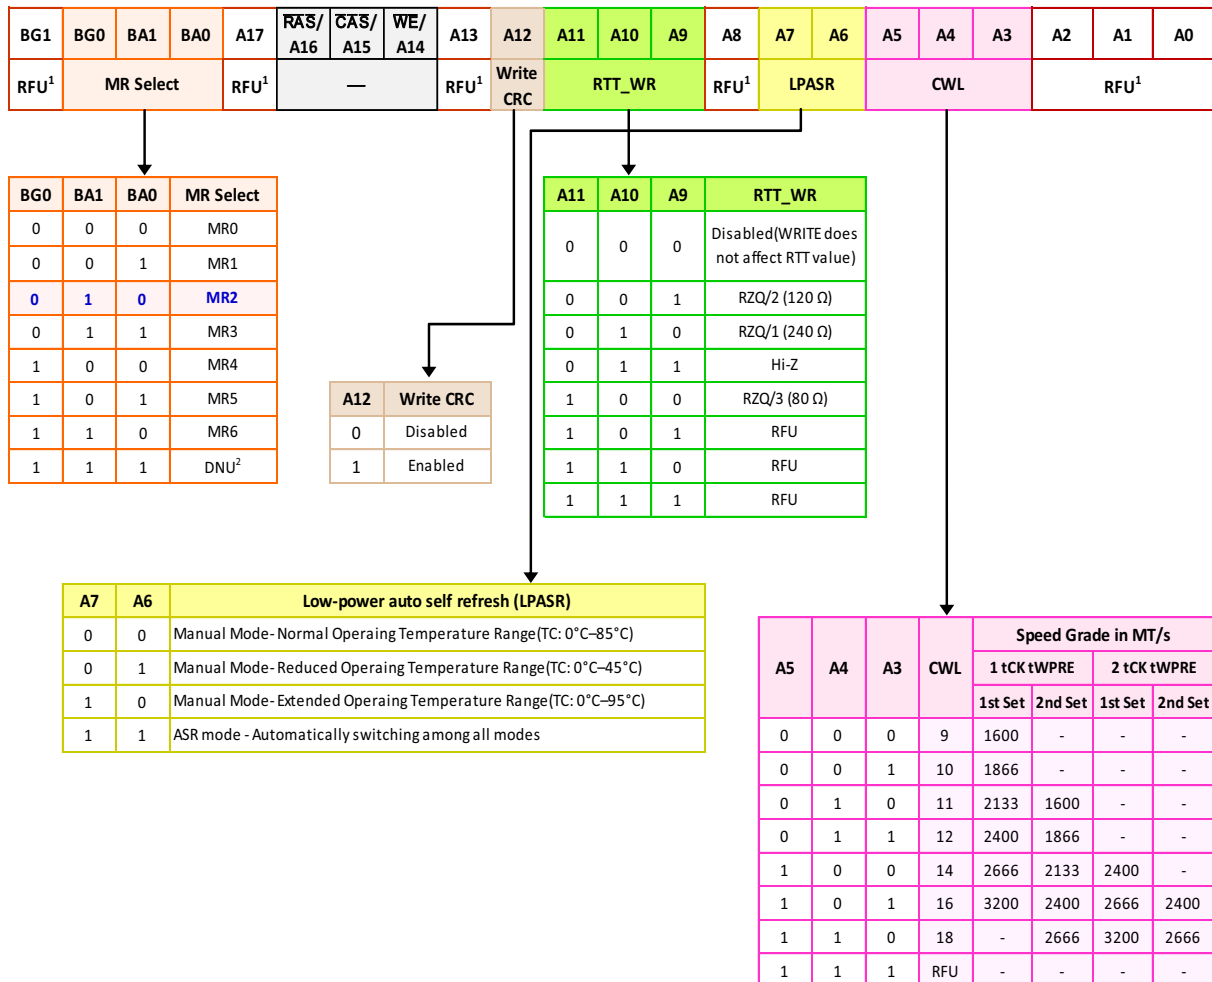 BG1 BG0 BA1 BA0 A17 RAS/ A16 CAS/ A15 WE/ A14 A13 A12 A11 A10 A9 A8 A7 A6 A5 A4 A3 A2 A1 A0
RFU1 MR Select RFU1 — RFU1 Write CRC RTT_WR RFU1 LPASR CWL RFU1
BG0 BA1 BA0 MR Select
0 0 0 MR0
0 0 1 MR1
0 1 0 MR2
0 1 1 MR3
1 0 0 MR4
1 0 1 MR5
1 1 0 MR6
1 1 1 DNU2
A12 Write CRC
0 Disabled
1 Enabled
A11 A10 A9 RTT_WR
0 0 0 Disabled(WRITE does not affect RTT value)
0 0 1 RZQ/2 (120 Ω)
0 1 0 RZQ/1 (240 Ω)
0 1 1 Hi-Z
1 0 0 RZQ/3 (80 Ω)
1 0 1 RFU
1 1 0 RFU
1 1 1 RFU
A7 A6 Low-power auto self refresh (LPASR)
0 0 Manual Mode- Normal Operaing Temperature Range(TC: 0°C–85°C)
0 1 Manual Mode- Reduced Operaing Temperature Range(TC: 0°C–45°C)
1 0 Manual Mode- Extended Operaing Temperature Range(TC: 0°C–95°C)
1 1 ASR mode - Automatically switching among all modes
A5 A4 A3 CWL Speed Grade in MT/s
1 tCK tWPRE 2 tCK tWPRE
1st Set 2nd Set 1st Set 2nd Set
0 0 0 9 1600 - - -
0 0 1 10 1866 - - -
0 1 0 11 2133 1600 - -
0 1 1 12 2400 1866 - -
1 0 0 14 2666 2133 2400 -
1 0 1 16 3200 2400 2666 2400
1 1 0 18 - 2666 3200 2666
1 1 1 RFU - - - -